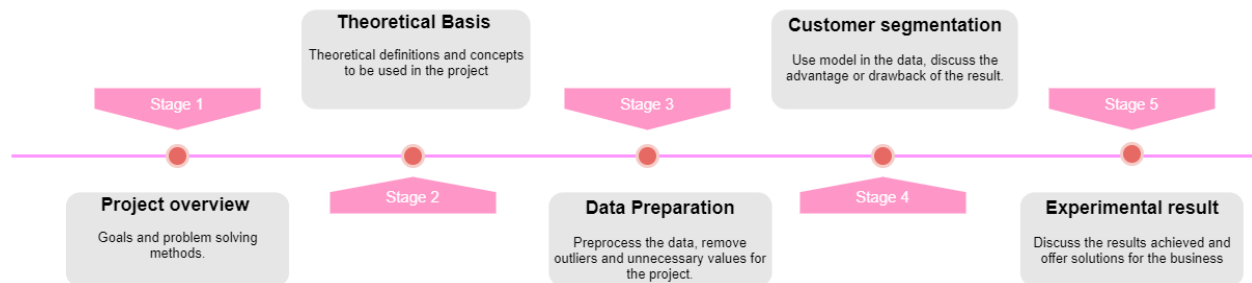 Theoretical Basis
Theoretical definitions and concepts
to be used in the project
Customer segmentation
Use model in the data, discuss the
advantage or drawback of the result.
Stage 1
Stage 3
Stage 5
Stage 2
Stage 4
Project overview
Goals and problem solving
methods.
Data Preparation
Preprocess the data, remove
outliers and unnecessary values for
the project.
Experimental result
Discuss the results achieved and
offer solutions for the business